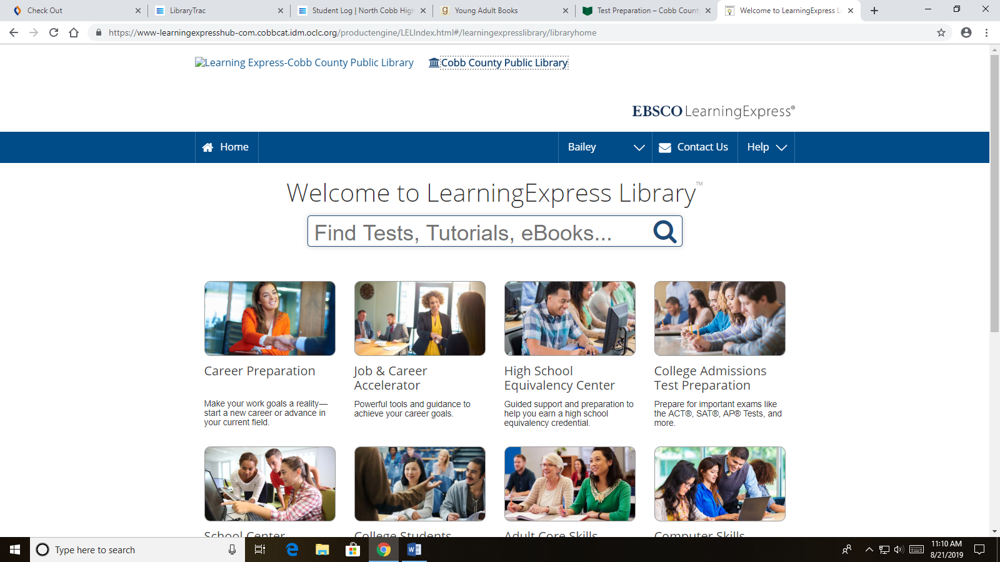 Check Out
LibraryTrac
Student Log | North Cobb High
Young Adult Books
Test Preparation – Cobb Count
Welcome to LearningExpress Li
https://www-learningexpresshub-com.cobbcat.idm.oclc.org/productengine/LELIndex.html#/learningexpresslibrary/libraryhome
Learning Express-Cobb County Public Library
Cobb County Public Library
EBSCO LearningExpress®
Home
Bailey
Contact Us
Help
Welcome to LearningExpress Library™
Find Tests, Tutorials, eBooks...
Career Preparation
Make your work goals a reality—
start a new career or advance in
your current field.
Job & Career
Accelerator
Powerful tools and guidance to
achieve your career goals.
High School
Equivalency Center
Guided support and preparation to
help you earn a high school
equivalency credential.
College Admissions
Test Preparation
Prepare for important exams like
the ACT®, SAT®, AP® Tests, and
more.
School Center
College Students
Adult Core Skills
Computer Skills
Type here to search
11:10 AM
8/21/2019